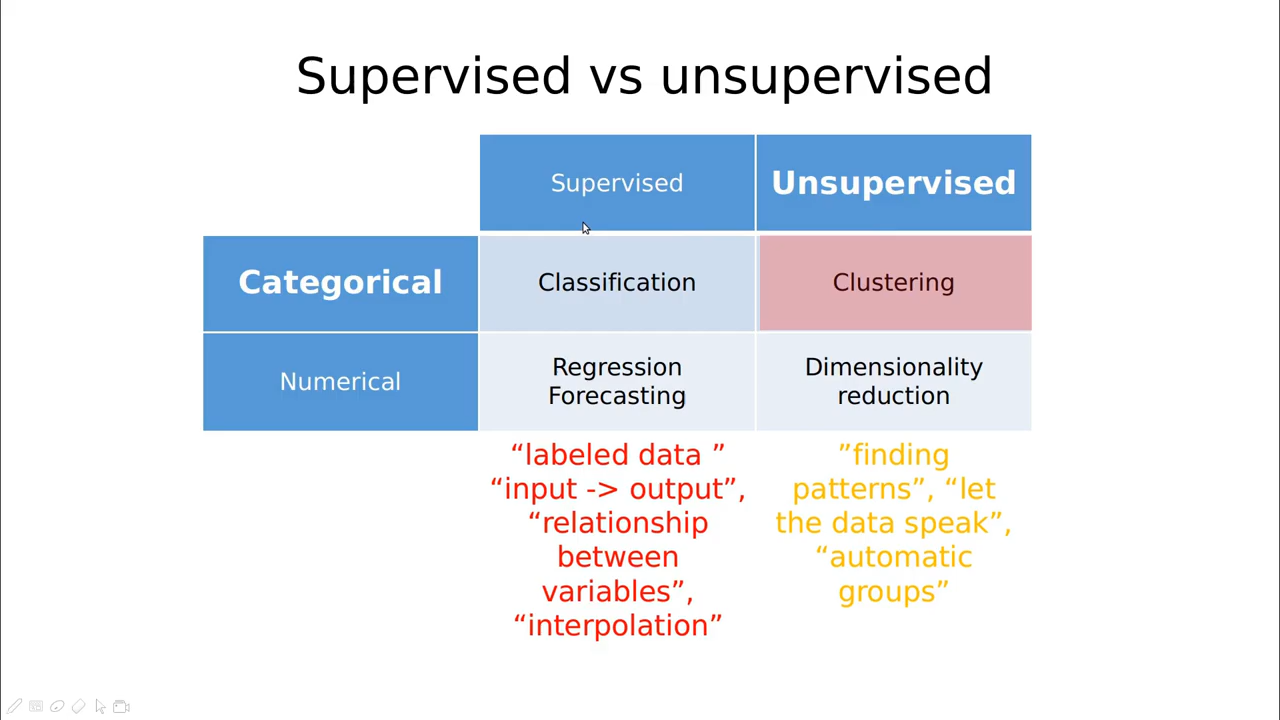 Supervised vs unsupervised
Supervised
Unsupervised
Categorical
Classification
Clustering
Numerical
Regression
Forecasting
Dimensionality
reduction
“labeled data ”
“input -> output”,
“relationship
between
variables”,
“interpolation”
”finding
patterns”, “let
the data speak”,
“automatic
groups”